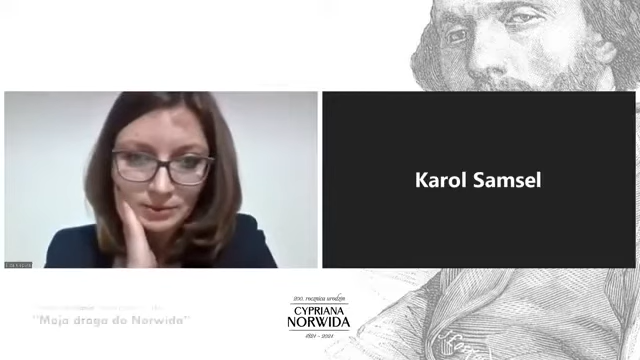 Karol Samsel
"Moja droga do Norwida"
200. rocznica urodzin
CYPRIANA
NORWIDA
1821 – 2021